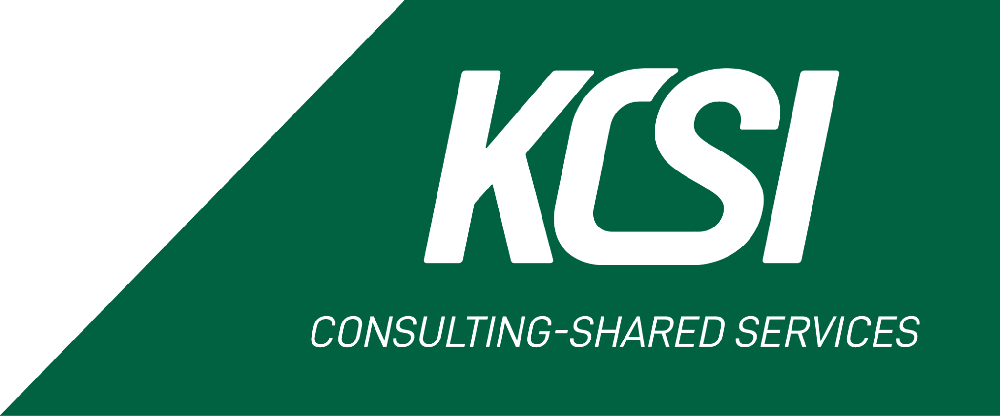 KCSI
CONSULTING-SHARED SERVICES